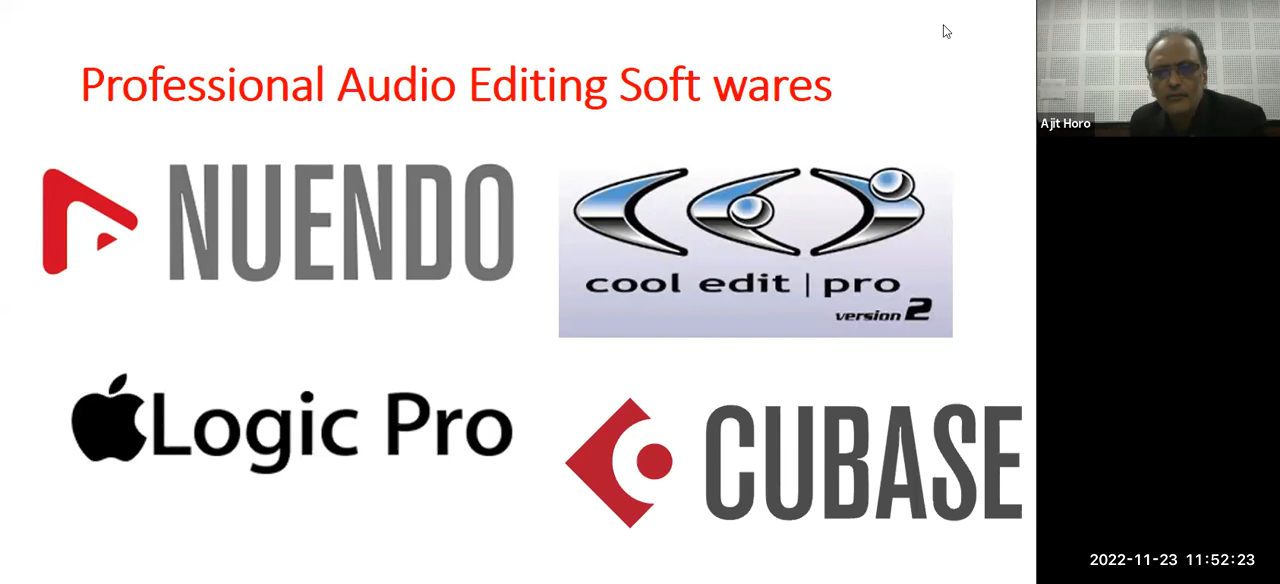 Professional Audio Editing Soft wares
NUENDO
cool edit | pro
version 2
Logic Pro
CUBASE
Ajit Horo
2022-11-23 11:52:23